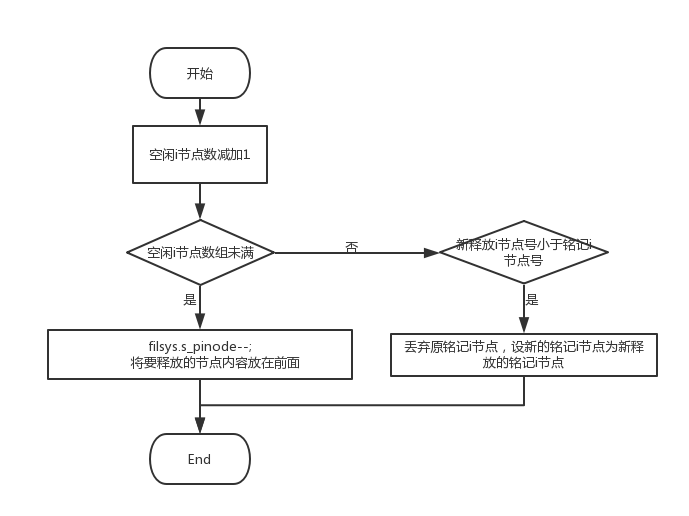 开始
空闲i节点数减加1
空闲i节点数组未满
否
新释放i节点号小于铭记i
节点号
是
是
filsys.s_pinode--;
将要释放的节点内容放在前面
丢弃原铭记i节点，设新的铭记i节点为新释
放的铭记i节点
End